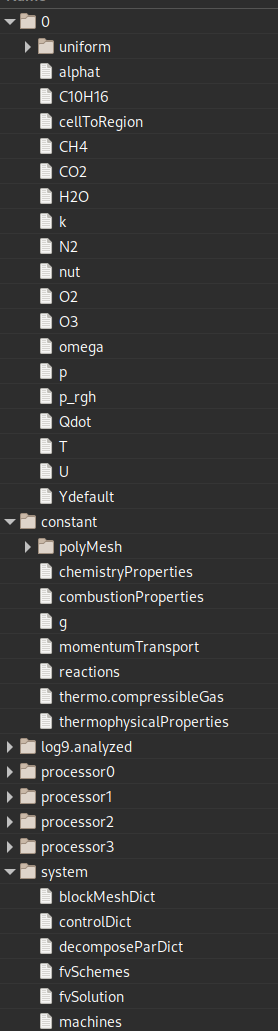 0
uniform
alphat
C10H16
cellToRegion
CH4
CO2
H2O
k
N2
nut
O2
O3
omega
p
p_rgh
Qdot
T
U
Ydefault
constant
polyMesh
chemistryProperties
combustionProperties
g
momentumTransport
reactions
thermo.compressibleGas
thermophysicalProperties
log9.analyzed
processor0
processor1
processor2
processor3
system
blockMeshDict
controlDict
decomposeParDict
fvSchemes
fvSolution
machines